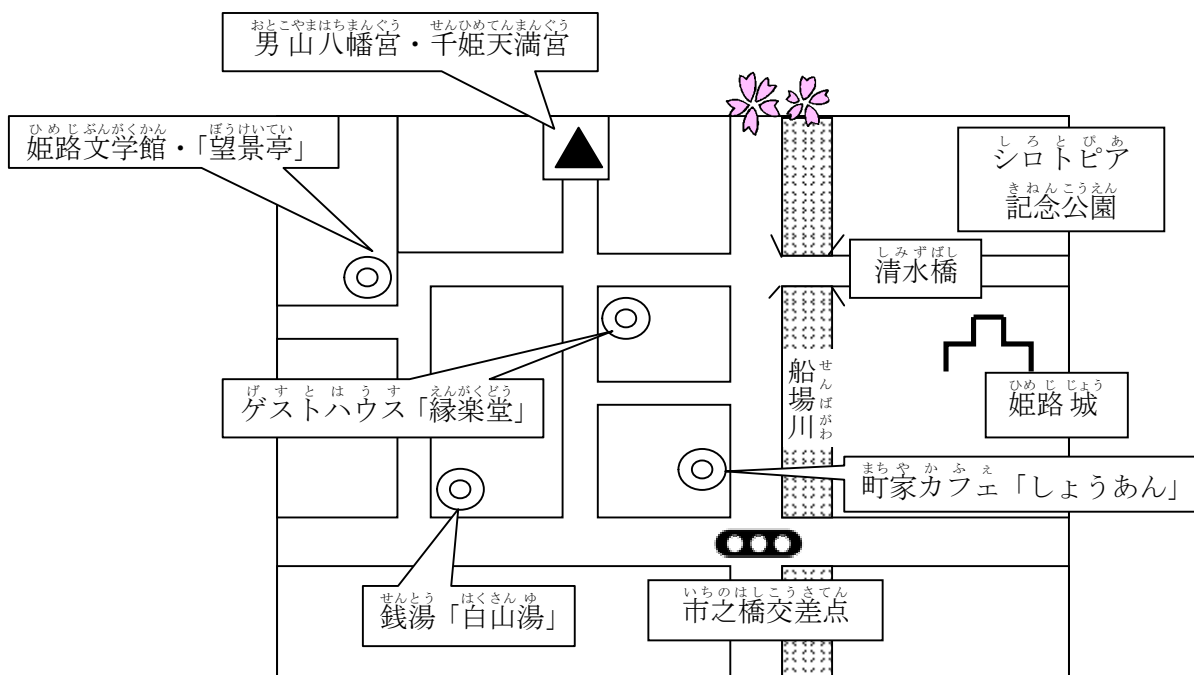 おとこやまはちまんぐう せんひめてんまんぐう
男山八幡宮・千姫天満宮
ひめじぶんがくかん ぼうけいてい
姫路文学館・「望景亭」
しろとぴあ
シロトピア
きねんこうえん
記念公園
しみずばし
清水橋
せんばがわ
船場川
ひめじじょう
姫路城
げすとはうす えんがくどう
ゲストハウス「縁楽堂」
まちやかふぇ
町家カフェ「しょうあん」
せんとう はくさんゆ
銭湯「白山湯」
いちのはしこうさてん
市之橋交差点